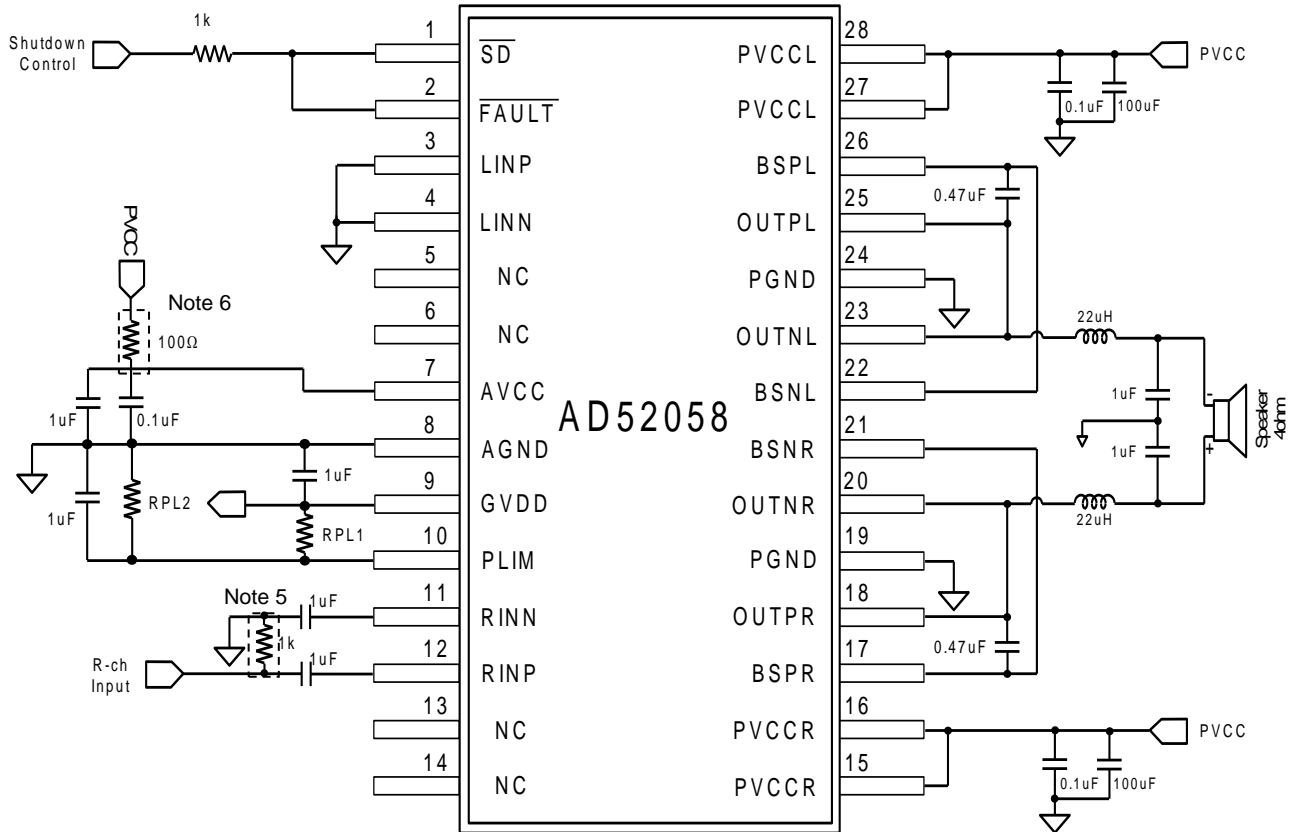 Shutdown
Control
1k
1
SD
2
FAULT
3
LINP
4
LINN
5
NC
6
NC
7
AVCC
8
AGND
9
GVDD
10
PLIM
11
RINN
12
RINP
13
NC
14
NC
AD52058
28
PVCCL
27
PVCCL
26
BSPL
25
OUTPL
24
PGND
23
OUTNL
22
BSNL
21
BSNR
20
OUTNR
19
PGND
18
OUTPR
17
BSPR
16
PVCCR
15
PVCCR
PVCC
Note 6
100Ω
1uF
0.1uF
1uF
RPL2
1uF
RPL1
Note 5
1uF
1k
1uF
R-ch
Input
PVCC
0.1uF
100uF
0.47uF
22uH
1uF
-
1uF
+
Speaker
4ohm
22uH
0.47uF
PVCC
0.1uF
100uF